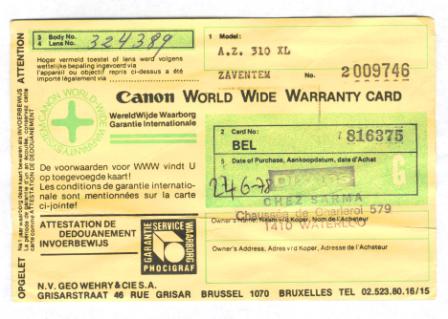 3 Body No.
4 Lens No. 324389
Hoger vermeld toestel of lens werd volgens
wettelijke bepaling ingevoerd via
l'appareil ou objectif repris ci-dessus a été
importé légalement via
1 Model:
A.Z. 310 XL
ZAVENTEM No. 2 009746
ATTENTION
Canon WORLD WIDE WARRANTY CARD
WereldWijde Waarborg
Garantie Internationale
2 Card No: 7 816375
BEL
5 Date of Purchase, Aankoopdatum, date d'Achat
G
24 6-78
CHEZ SARMA
Chaussée de Charleroi 579
1410 WATERLOO
De voorwaarden voor WWW vindt U
op toegevoegde kaart!
Les conditions de garantie internatio-
nale sont mentionnées sur la carte
ci-jointe!
Owner's Address, Adres v/d Koper, Adresse de l'Acheteur
ATTESTATION DE
DEDOUANEMENT
INVOERBEWIJS
GARANTIE
SERVICE
WAARBORG
PHOCIGRAF
OPGELET
N.V. GEO WEHRY & CIE S.A.
GRISARSTRAAT 46 RUE GRISAR BRUSSEL 1070 BRUXELLES TEL 02.523.80.16/15